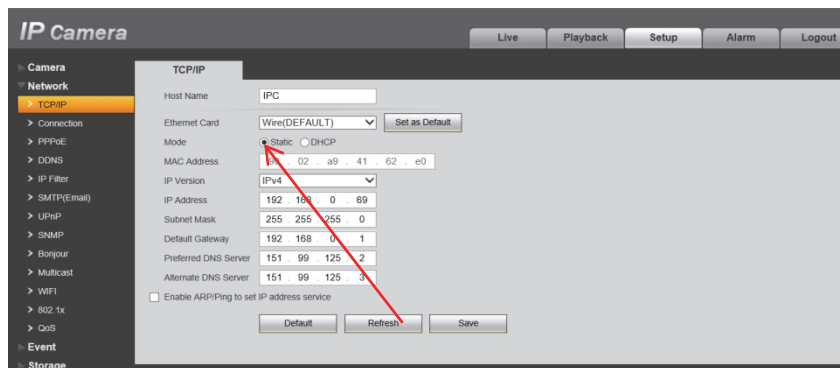 IP Camera
Live Playback Setup Alarm Logout
Camera
Network
TCP/IP
Connection
PPPoE
DDNS
IP Filter
SMTP(Email)
UPnP
SNMP
Bonjour
Multicast
WIFI
802.1x
QoS
Event
Storage
TCP/IP
Host Name IPC
Ethernet Card Wire(DEFAULT) Set as Default
Mode Static DHCP
MAC Address . 02 . a9 . 41 . 62 . e0
IP Version IPv4
IP Address 192 . 168 . 0 . 69
Subnet Mask 255 . 255 . 255 . 0
Default Gateway 192 . 168 . 0 . 1
Preferred DNS Server 151 . 99 . 125 . 2
Alternate DNS Server 151 . 99 . 125 . 3
Enable ARP/Ping to set IP address service
Default Refresh Save